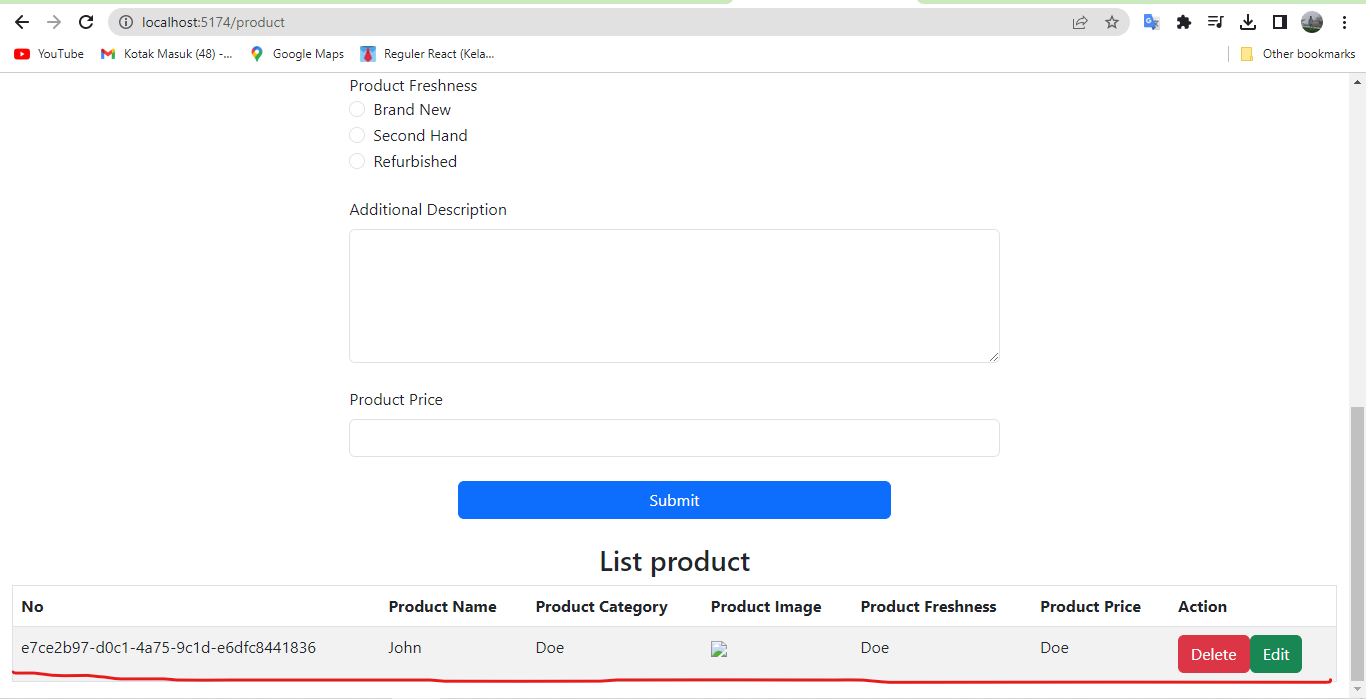 localhost:5174/product
YouTube
Kotak Masuk (48) -...
Google Maps
Reguler React (Kela...
Other bookmarks
Product Freshness
Brand New
Second Hand
Refurbished
Additional Description
Product Price
Submit
List product
No Product Name Product Category Product Image Product Freshness Product Price Action
e7ce2b97-d0c1-4a75-9c1d-e6dfc8441836 John Doe Doe Doe Delete Edit